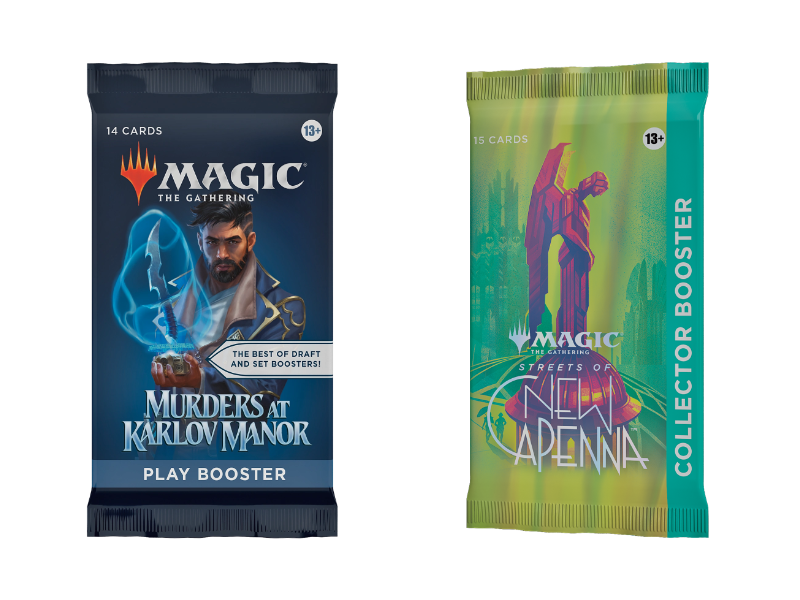 14 CARDS
13+
MAGIC
THE GATHERING
THE BEST OF DRAFT
AND SET BOOSTERS!
MURDERS AT
KARLOV MANOR
PLAY BOOSTER
15 CARDS
13+
MAGIC
THE GATHERING
STREETS OF
NEW
CAPENNA
COLLECTOR BOOSTER